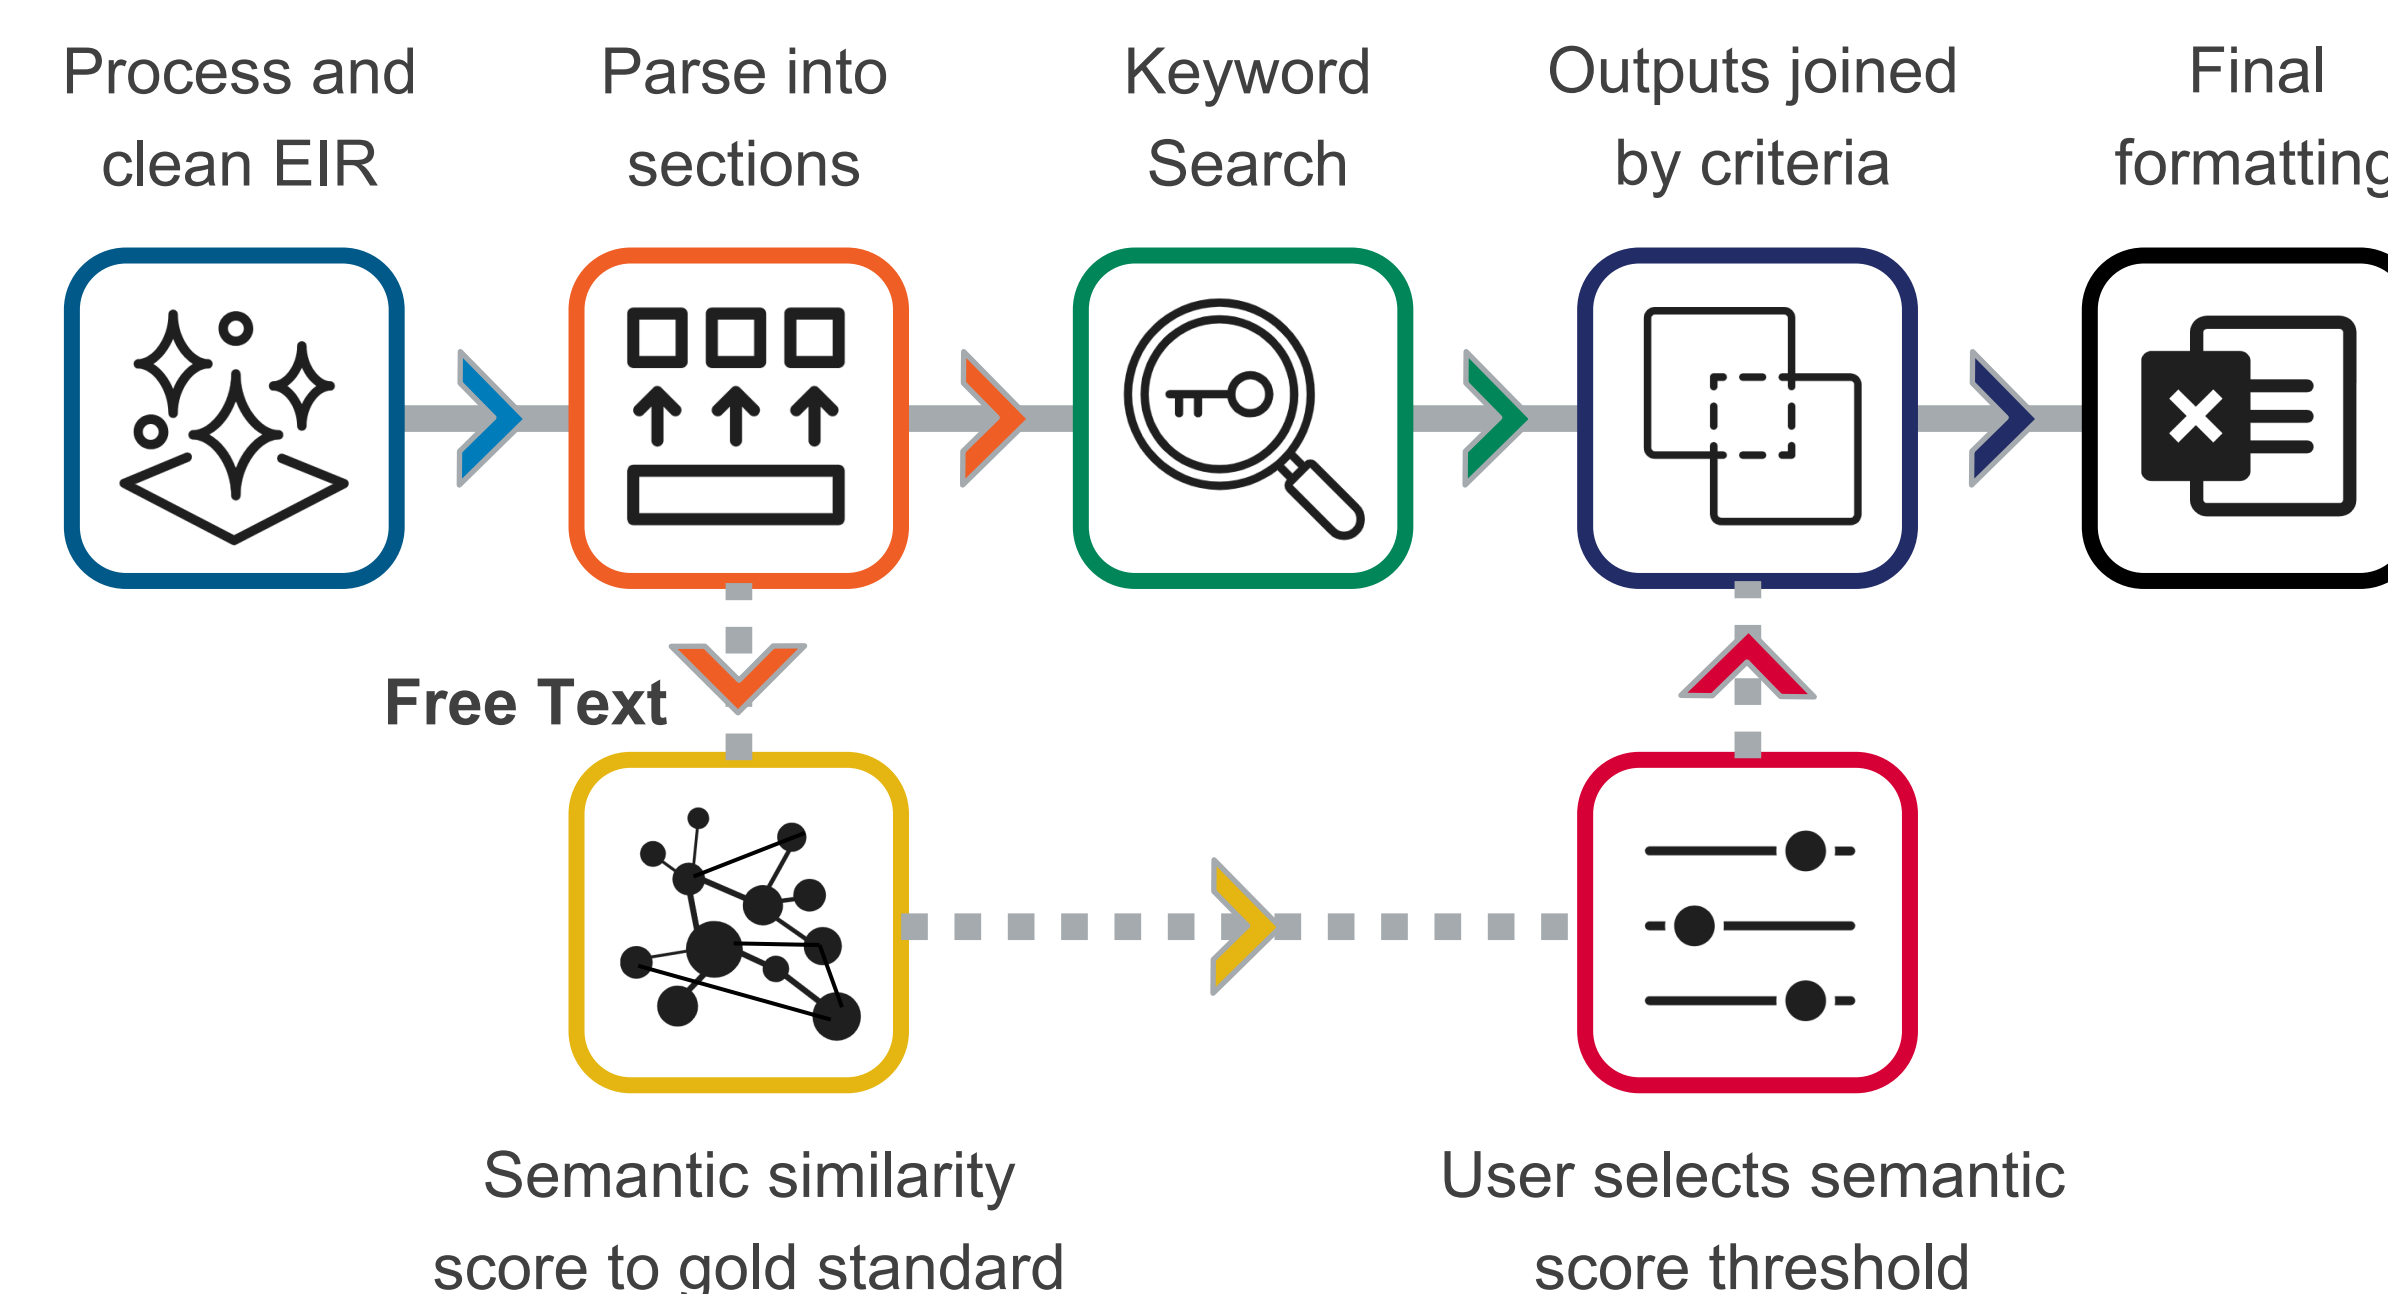 Process and
clean EIR
Parse into
sections
Keyword
Search
Outputs joined
by criteria
Final
formatting
Free Text
Semantic similarity
score to gold standard
User selects semantic
score threshold